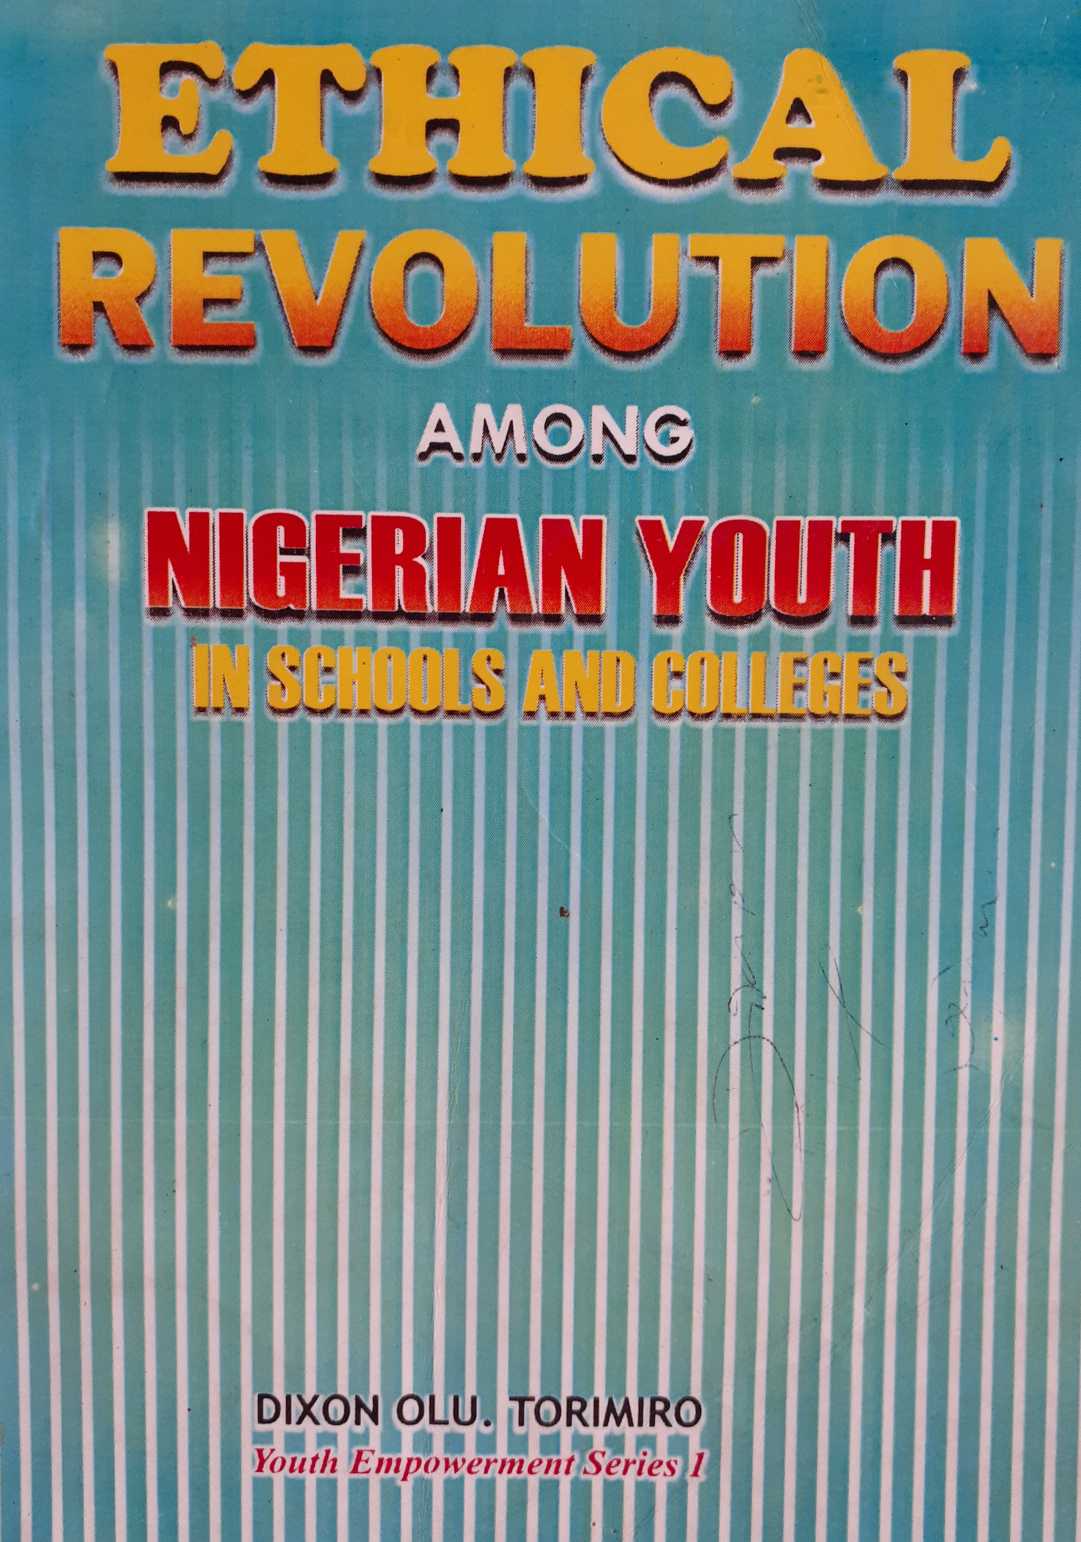 ETHICAL
REVOLUTION
AMONG
NIGERIAN YOUTH
IN SCHOOLS AND COLLEGES
DIXON OLU. TORIMIRO
Youth Empowerment Series 1